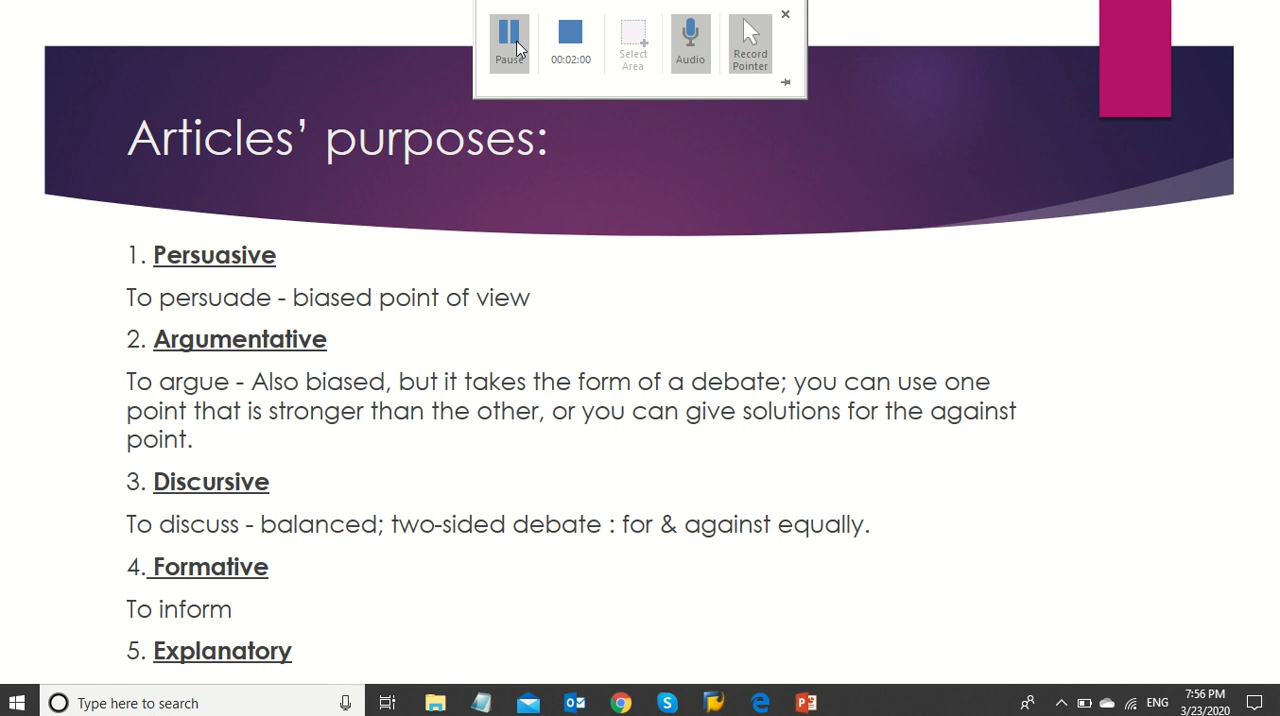 Pause
00:02:00
Select
Area
Audio
Record
Pointer
Articles’ purposes:
1. Persuasive
To persuade - biased point of view
2. Argumentative
To argue - Also biased, but it takes the form of a debate; you can use one
point that is stronger than the other, or you can give solutions for the against
point.
3. Discursive
To discuss - balanced; two-sided debate : for & against equally.
4. Formative
To inform
5. Explanatory
Type here to search
ENG
7:56 PM
3/23/2020